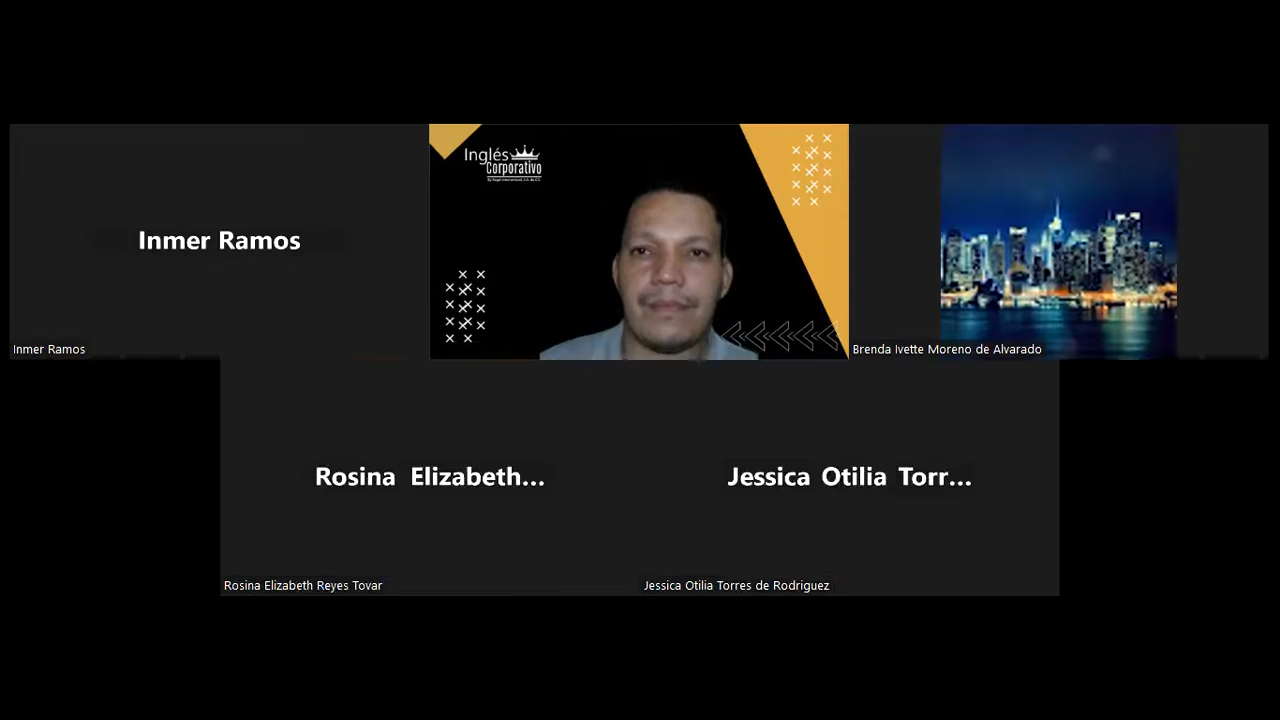 Inglés
Corporativo
Inmer Ramos
Inmer Ramos
Brenda Ivette Moreno de Alvarado
Rosina Elizabeth...
Jessica Otilia Torr...
Rosina Elizabeth Reyes Tovar
Jessica Otilia Torres de Rodriguez